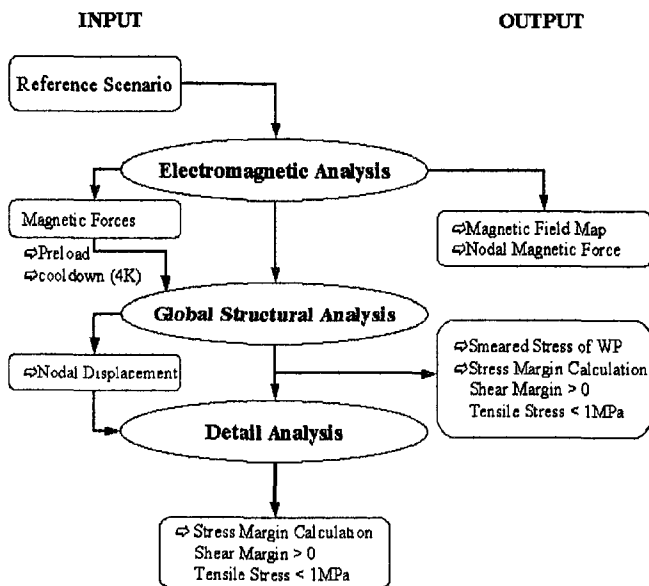 INPUT
OUTPUT
Reference Scenario
Electromagnetic Analysis
Magnetic Forces
⇨Preload
⇨cooldown (4K)
⇨Magnetic Field Map
⇨Nodal Magnetic Force
Global Structural Analysis
⇨Nodal Displacement
⇨Smeared Stress of WP
⇨Stress Margin Calculation
Shear Margin > 0
Tensile Stress < 1MPa
Detail Analysis
⇨Stress Margin Calculation
Shear Margin > 0
Tensile Stress < 1MPa